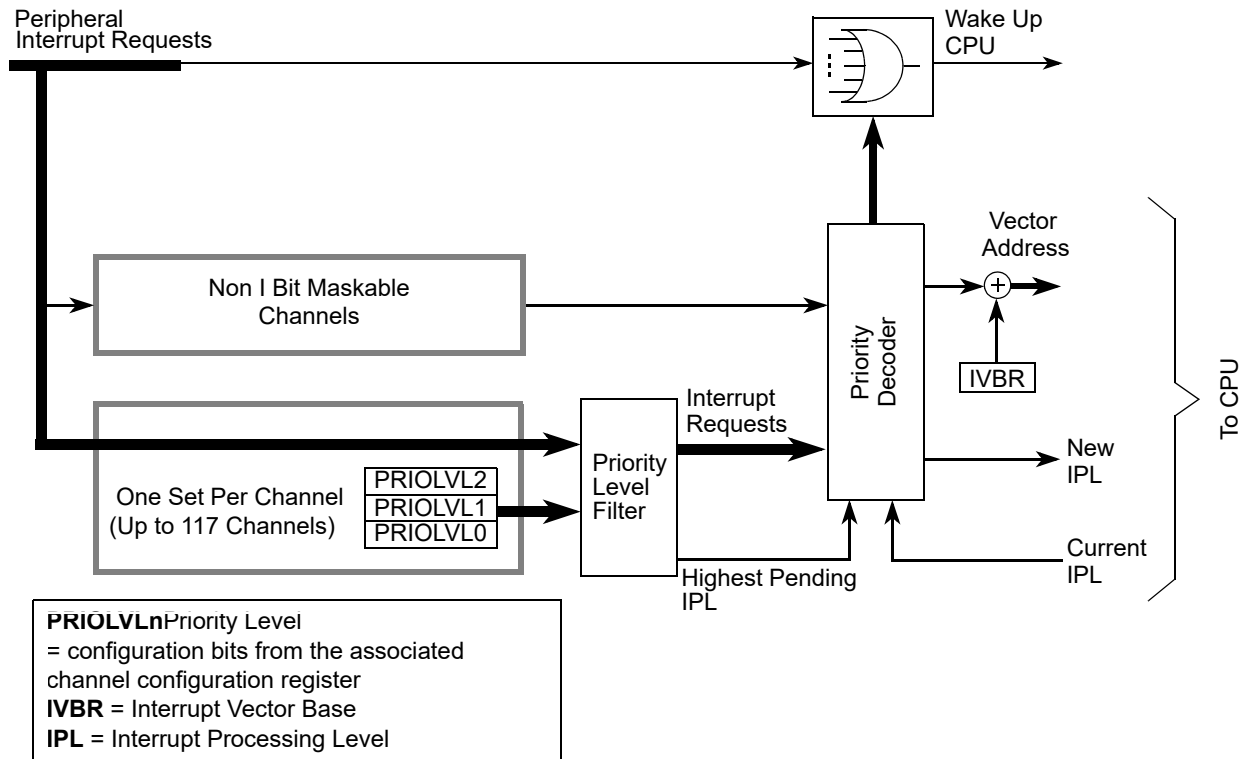 Peripheral
Interrupt Requests
Wake Up
CPU
Vector
Address
Non I Bit Maskable
Channels
Priority
Decoder
IVBR
To CPU
Interrupt
Requests
New
IPL
Priority
Level
Filter
PRIOLVL2
PRIOLVL1
PRIOLVL0
One Set Per Channel
(Up to 117 Channels)
Current
IPL
Highest Pending
IPL
PRIOLVLnPriority Level
= configuration bits from the associated
channel configuration register
IVBR = Interrupt Vector Base
IPL = Interrupt Processing Level